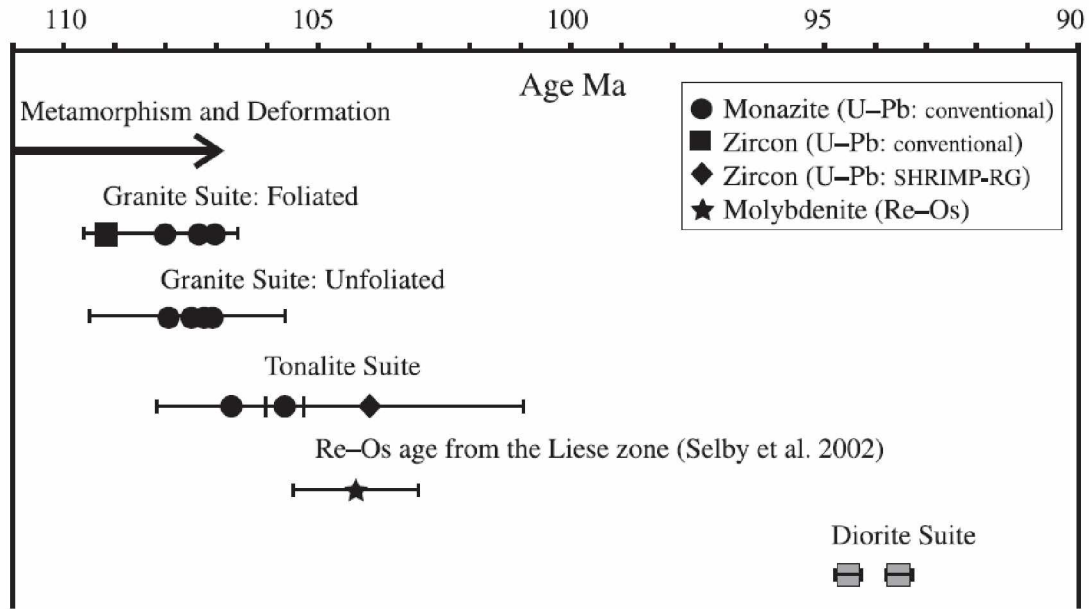 110 105 100 95 90
Age Ma
Metamorphism and Deformation
Monazite (U–Pb: conventional)
Zircon (U–Pb: conventional)
Zircon (U–Pb: SHRIMP-RG)
Molybdenite (Re–Os)
Granite Suite: Foliated
Granite Suite: Unfoliated
Tonalite Suite
Re–Os age from the Liese zone (Selby et al. 2002)
Diorite Suite